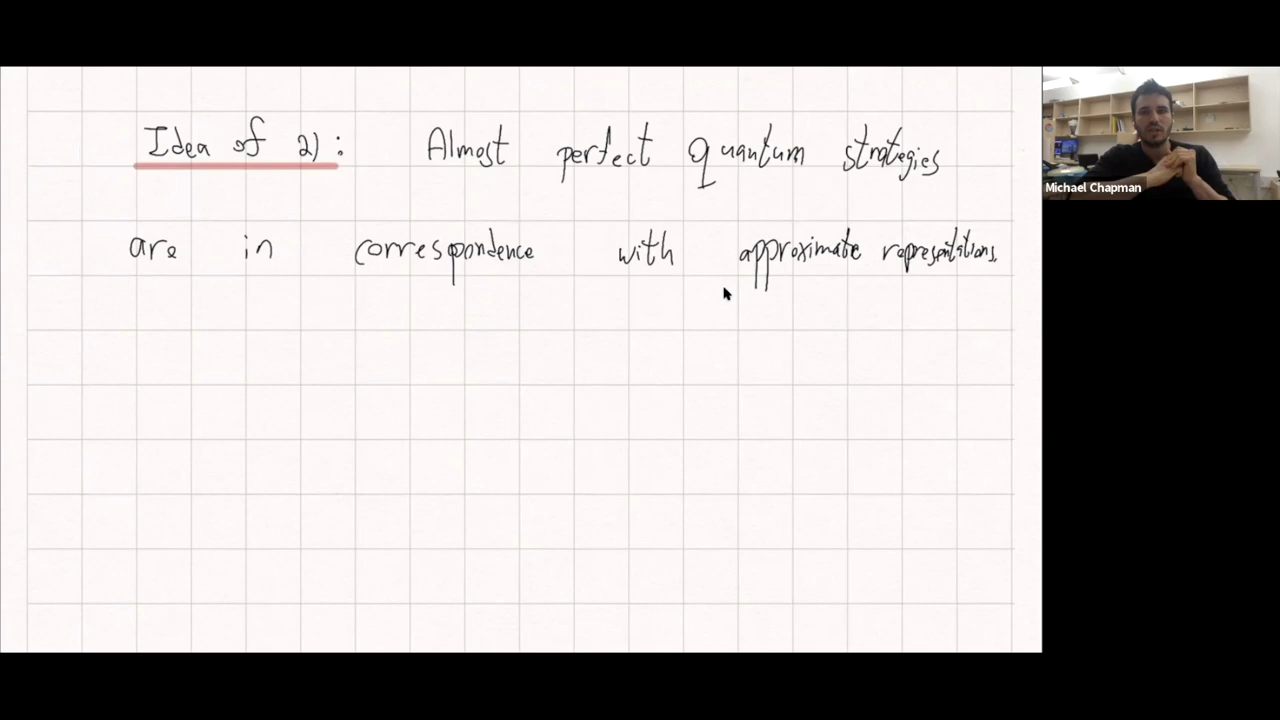 Idea of 2): Almost perfect quantum strategies
are in correspondence with approximate representations.
Michael Chapman